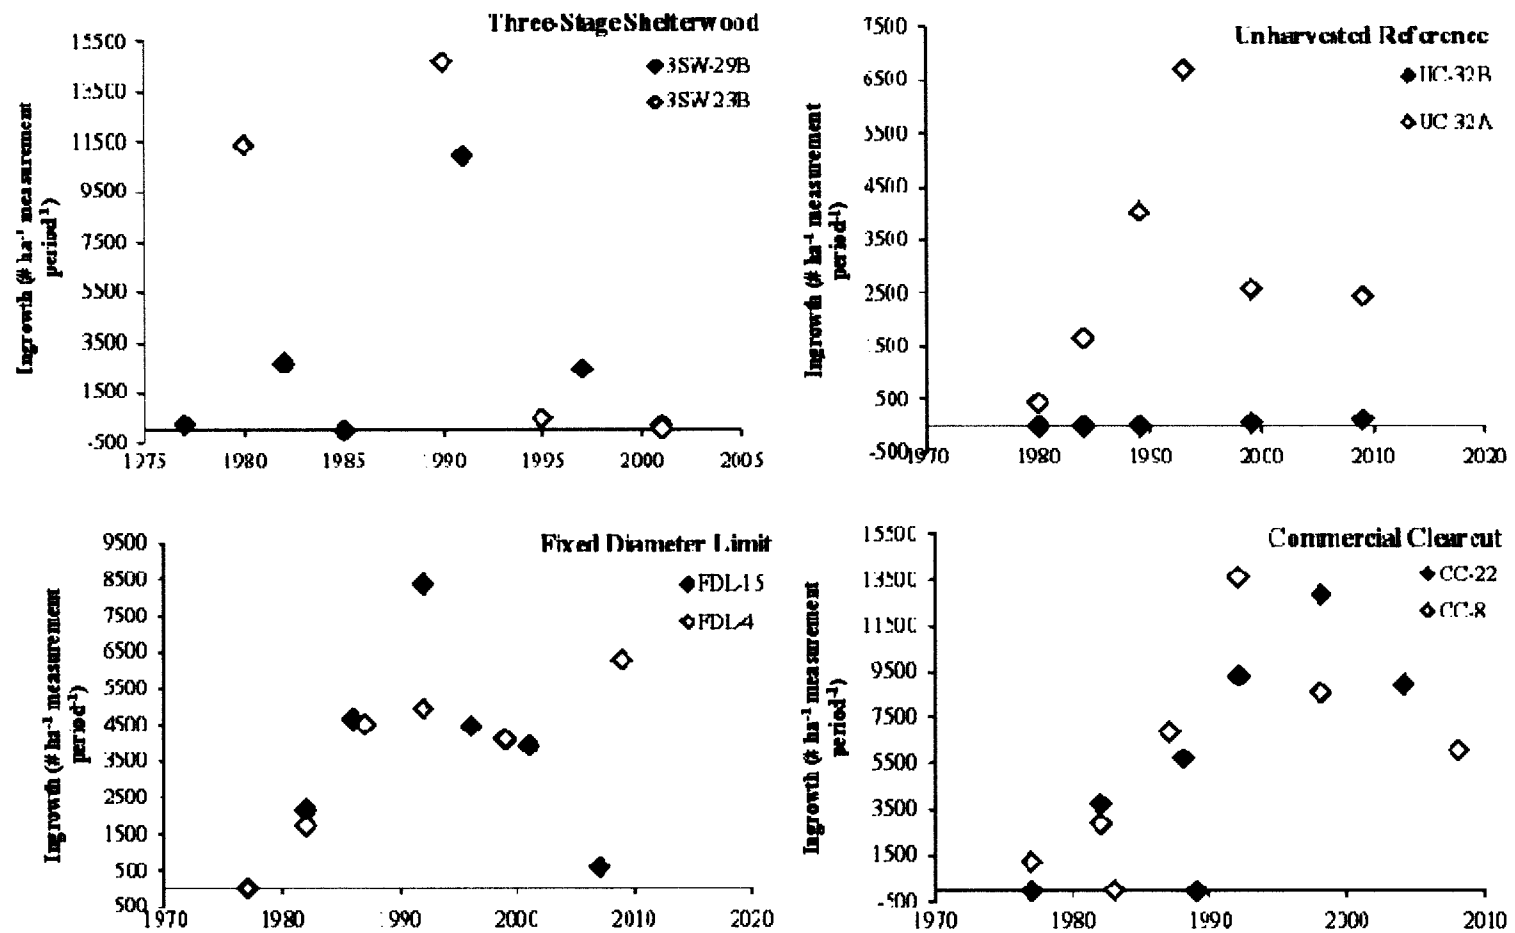 Three-Stage Shelterwood
15500
13500
11500
9500
7500
5500
3500
1500
-500
1975 1980 1985 1990 1995 2000 2005
Ingrowth (# ha⁻¹ measurement
period⁻¹)
3SW-29B
3SW 23B
Unharvested Reference
7500
6500
5500
4500
3500
2500
1500
500
-500
1970 1980 1990 2000 2010 2020
Ingrowth (# ha⁻¹ measurement
period⁻¹)
UC-32B
UC 32A
Fixed Diameter Limit
9500
8500
7500
6500
5500
4500
3500
2500
1500
500
500
1970 1980 1990 2000 2010 2020
Ingrowth (# ha⁻¹ measurement
period⁻¹)
FDL-15
FDL-4
Commercial Clearcut
15500
13500
11500
9500
7500
5500
3500
1500
-500
1970 1980 1990 2000 2010
Ingrowth (# ha⁻¹ measurement
period⁻¹)
CC-22
CC-8